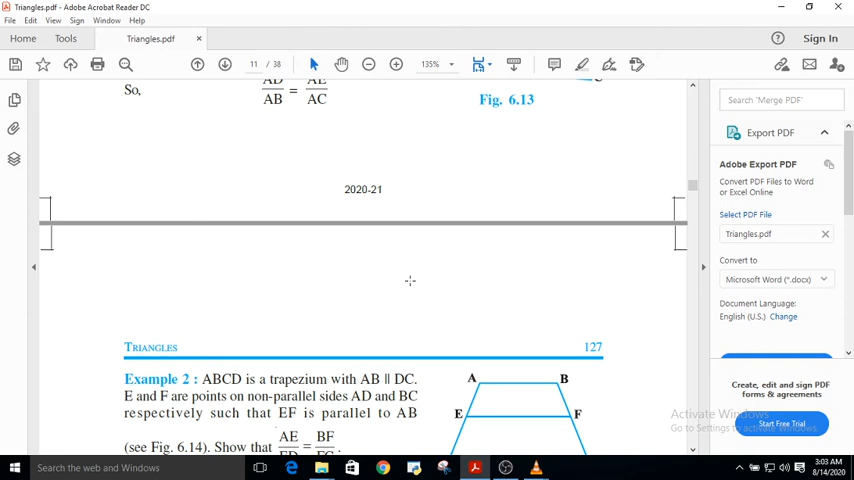 Triangles.pdf - Adobe Acrobat Reader DC
File Edit View Sign Window Help
Home Tools Triangles.pdf × Sign In
11 / 38 135%
So, AD/AB = AE/AC
C
Fig. 6.13
2020-21
TRIANGLES 127
Example 2 : ABCD is a trapezium with AB || DC.
E and F are points on non-parallel sides AD and BC
respectively such that EF is parallel to AB
(see Fig. 6.14). Show that AE/ED = BF/FC .
A B
E F
Search 'Merge PDF'
Export PDF
Adobe Export PDF
Convert PDF Files to Word
or Excel Online
Select PDF File
Triangles.pdf
Convert to
Microsoft Word (*.docx)
Document Language:
English (U.S.) Change
Create, edit and sign PDF
forms & agreements
Start Free Trial
Activate Windows
Go to Settings to activate Windows.
Search the web and Windows
3:03 AM
8/14/2020